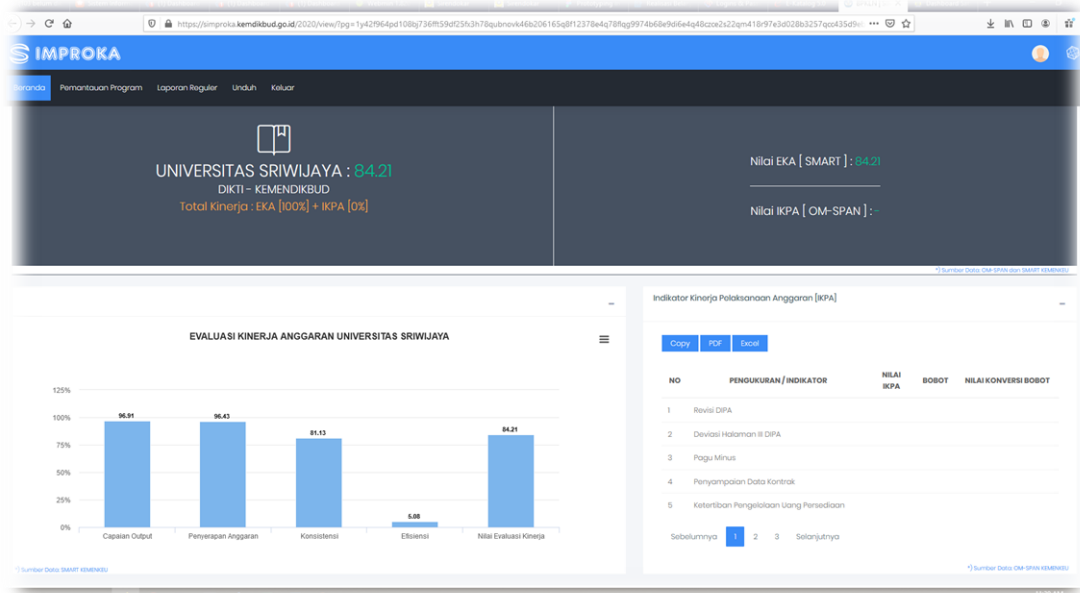 https://simproka.kemdikbud.go.id/2020/view/?pg=
SIMPROKA
Beranda Pemantauan Program Laporan Reguler Unduh Keluar
UNIVERSITAS SRIWIJAYA : 84.21
DIKTI - KEMENDIKBUD
Total Kinerja : EKA [100%] + IKPA [0%]
Nilai EKA [ SMART ] : 84.21
Nilai IKPA [ OM-SPAN ] : -
*) Sumber Data: OM-SPAN dan SMART KEMENKEU
EVALUASI KINERJA ANGGARAN UNIVERSITAS SRIWIJAYA
125%
100%
75%
50%
25%
0%
96.91
96.43
81.13
5.08
84.21
Capaian Output
Penyerapan Anggaran
Konsistensi
Efisiensi
Nilai Evaluasi Kinerja
*) Sumber Data: SMART KEMENKEU
Indikator Kinerja Pelaksanaan Anggaran [IKPA]
Copy PDF Excel
NO PENGUKURAN / INDIKATOR NILAI IKPA BOBOT NILAI KONVERSI BOBOT
1 Revisi DIPA
2 Deviasi Halaman III DIPA
3 Pagu Minus
4 Penyampaian Data Kontrak
5 Ketertiban Pengelolaan Uang Persediaan
Sebelumnya 1 2 3 Selanjutnya
*) Sumber Data: OM-SPAN KEMENKEU